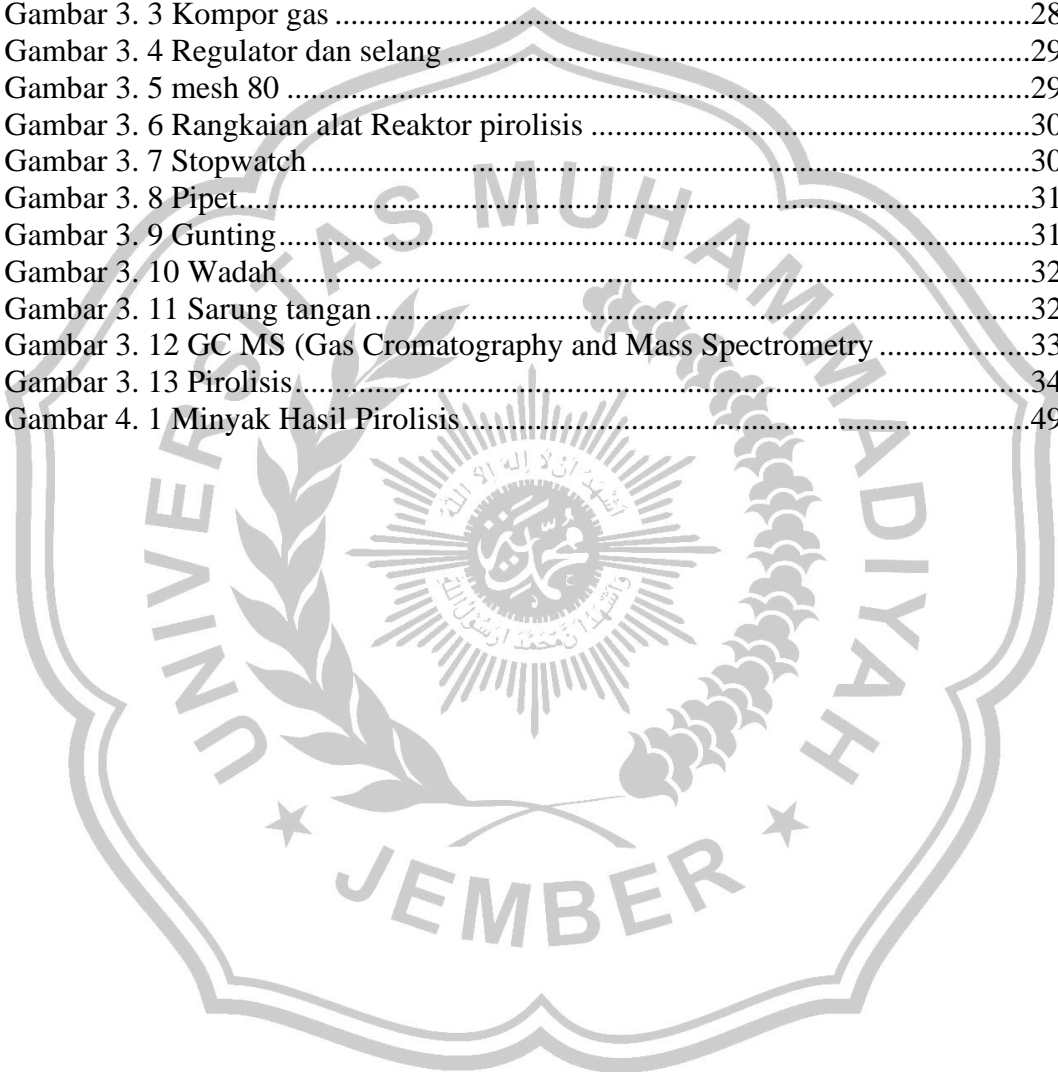 Gambar 3. 3 Kompor gas ........................................................................................28
Gambar 3. 4 Regulator dan selang .........................................................................29
Gambar 3. 5 mesh 80 ..............................................................................................29
Gambar 3. 6 Rangkaian alat Reaktor pirolisis .......................................................30
Gambar 3. 7 Stopwatch ...........................................................................................30
Gambar 3. 8 Pipet.....................................................................................................31
Gambar 3. 9 Gunting................................................................................................31
Gambar 3. 10 Wadah................................................................................................32
Gambar 3. 11 Sarung tangan ...................................................................................32
Gambar 3. 12 GC MS (Gas Cromatography and Mass Spectrometry ...................33
Gambar 3. 13 Pirolisis..............................................................................................34
Gambar 4. 1 Minyak Hasil Pirolisis........................................................................49
UNIVERSITAS MUHAMMADIYAH
JEMBER